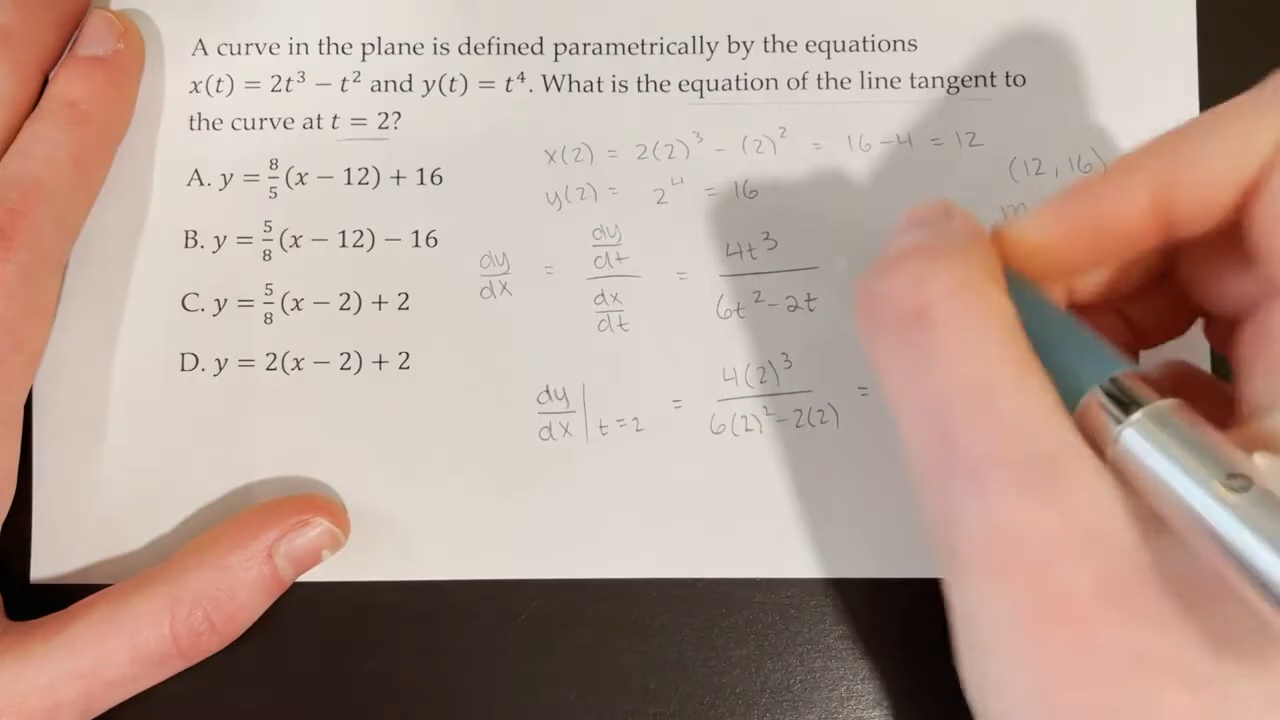 A curve in the plane is defined parametrically by the equations
x(t) = 2t³ − t² and y(t) = t⁴. What is the equation of the line tangent to
the curve at t = 2?
A. y = 8/5 (x − 12) + 16
B. y = 5/8 (x − 12) − 16
C. y = 5/8 (x − 2) + 2
D. y = 2(x − 2) + 2
x(2) = 2(2)³ − (2)² = 16 − 4 = 12
y(2) = 2⁴ = 16
(12, 16)
m
dy/dx = (dy/dt)/(dx/dt) = 4t³/(6t² − 2t)
dy/dx | t = 2 = 4(2)³/(6(2)² − 2(2)) =